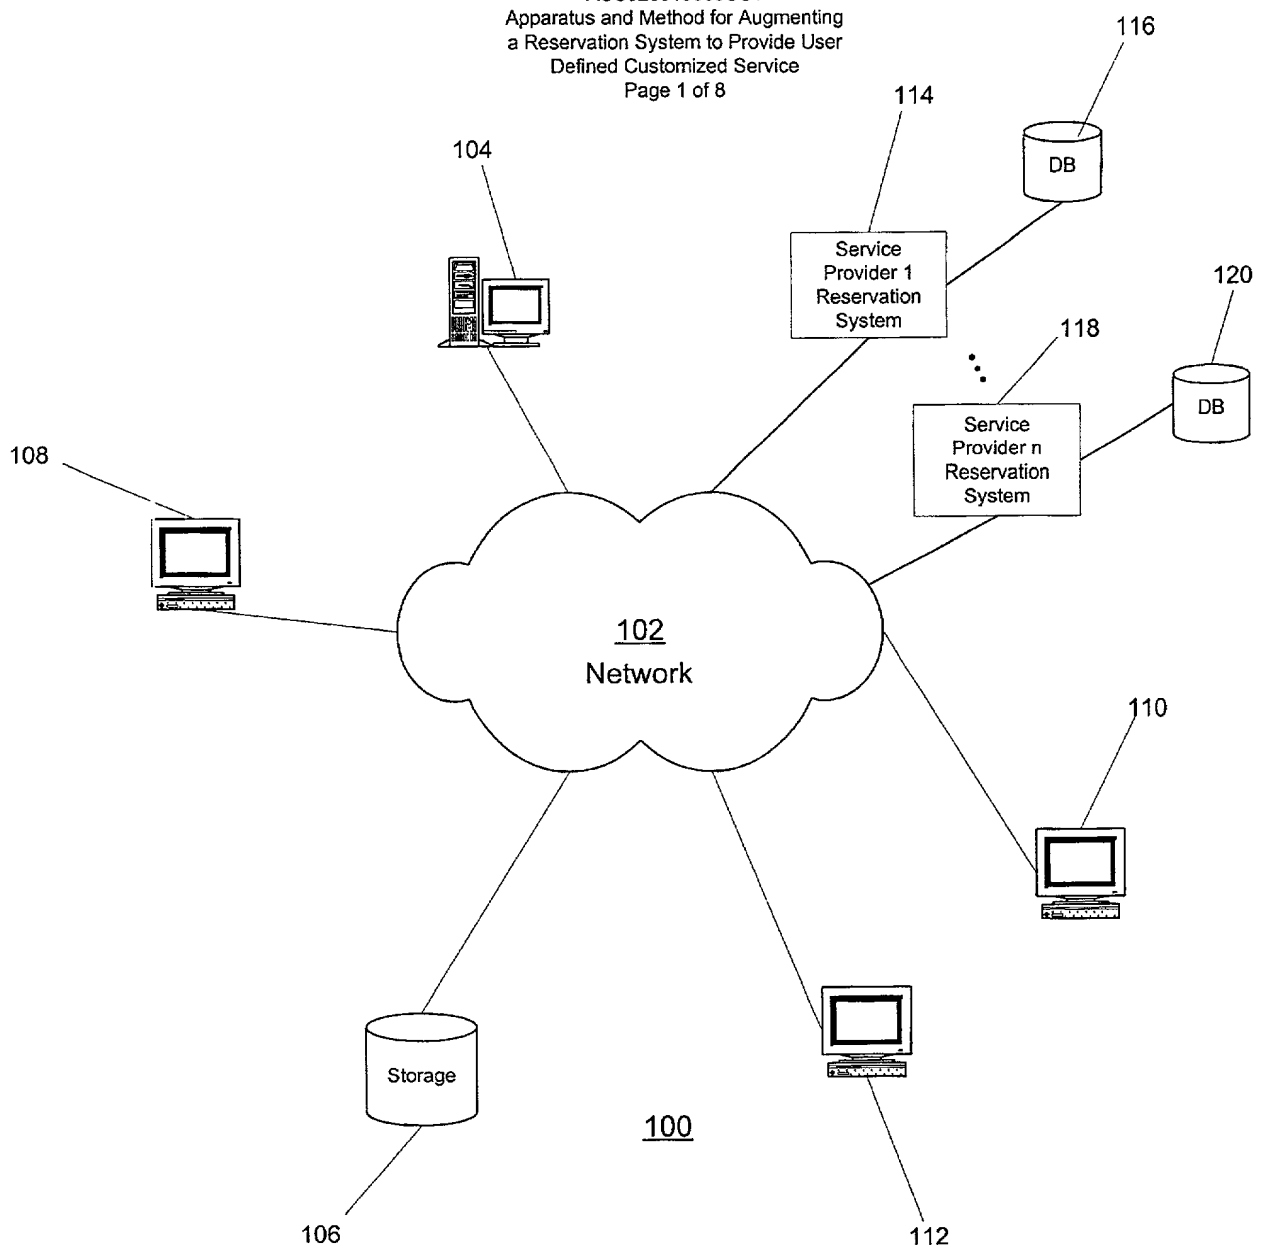 Apparatus and Method for Augmenting
a Reservation System to Provide User
Defined Customized Service
Page 1 of 8
116
114
DB
104
Service
Provider 1
Reservation
System
120
118
DB
Service
Provider n
Reservation
System
108
102
Network
110
Storage
100
106
112